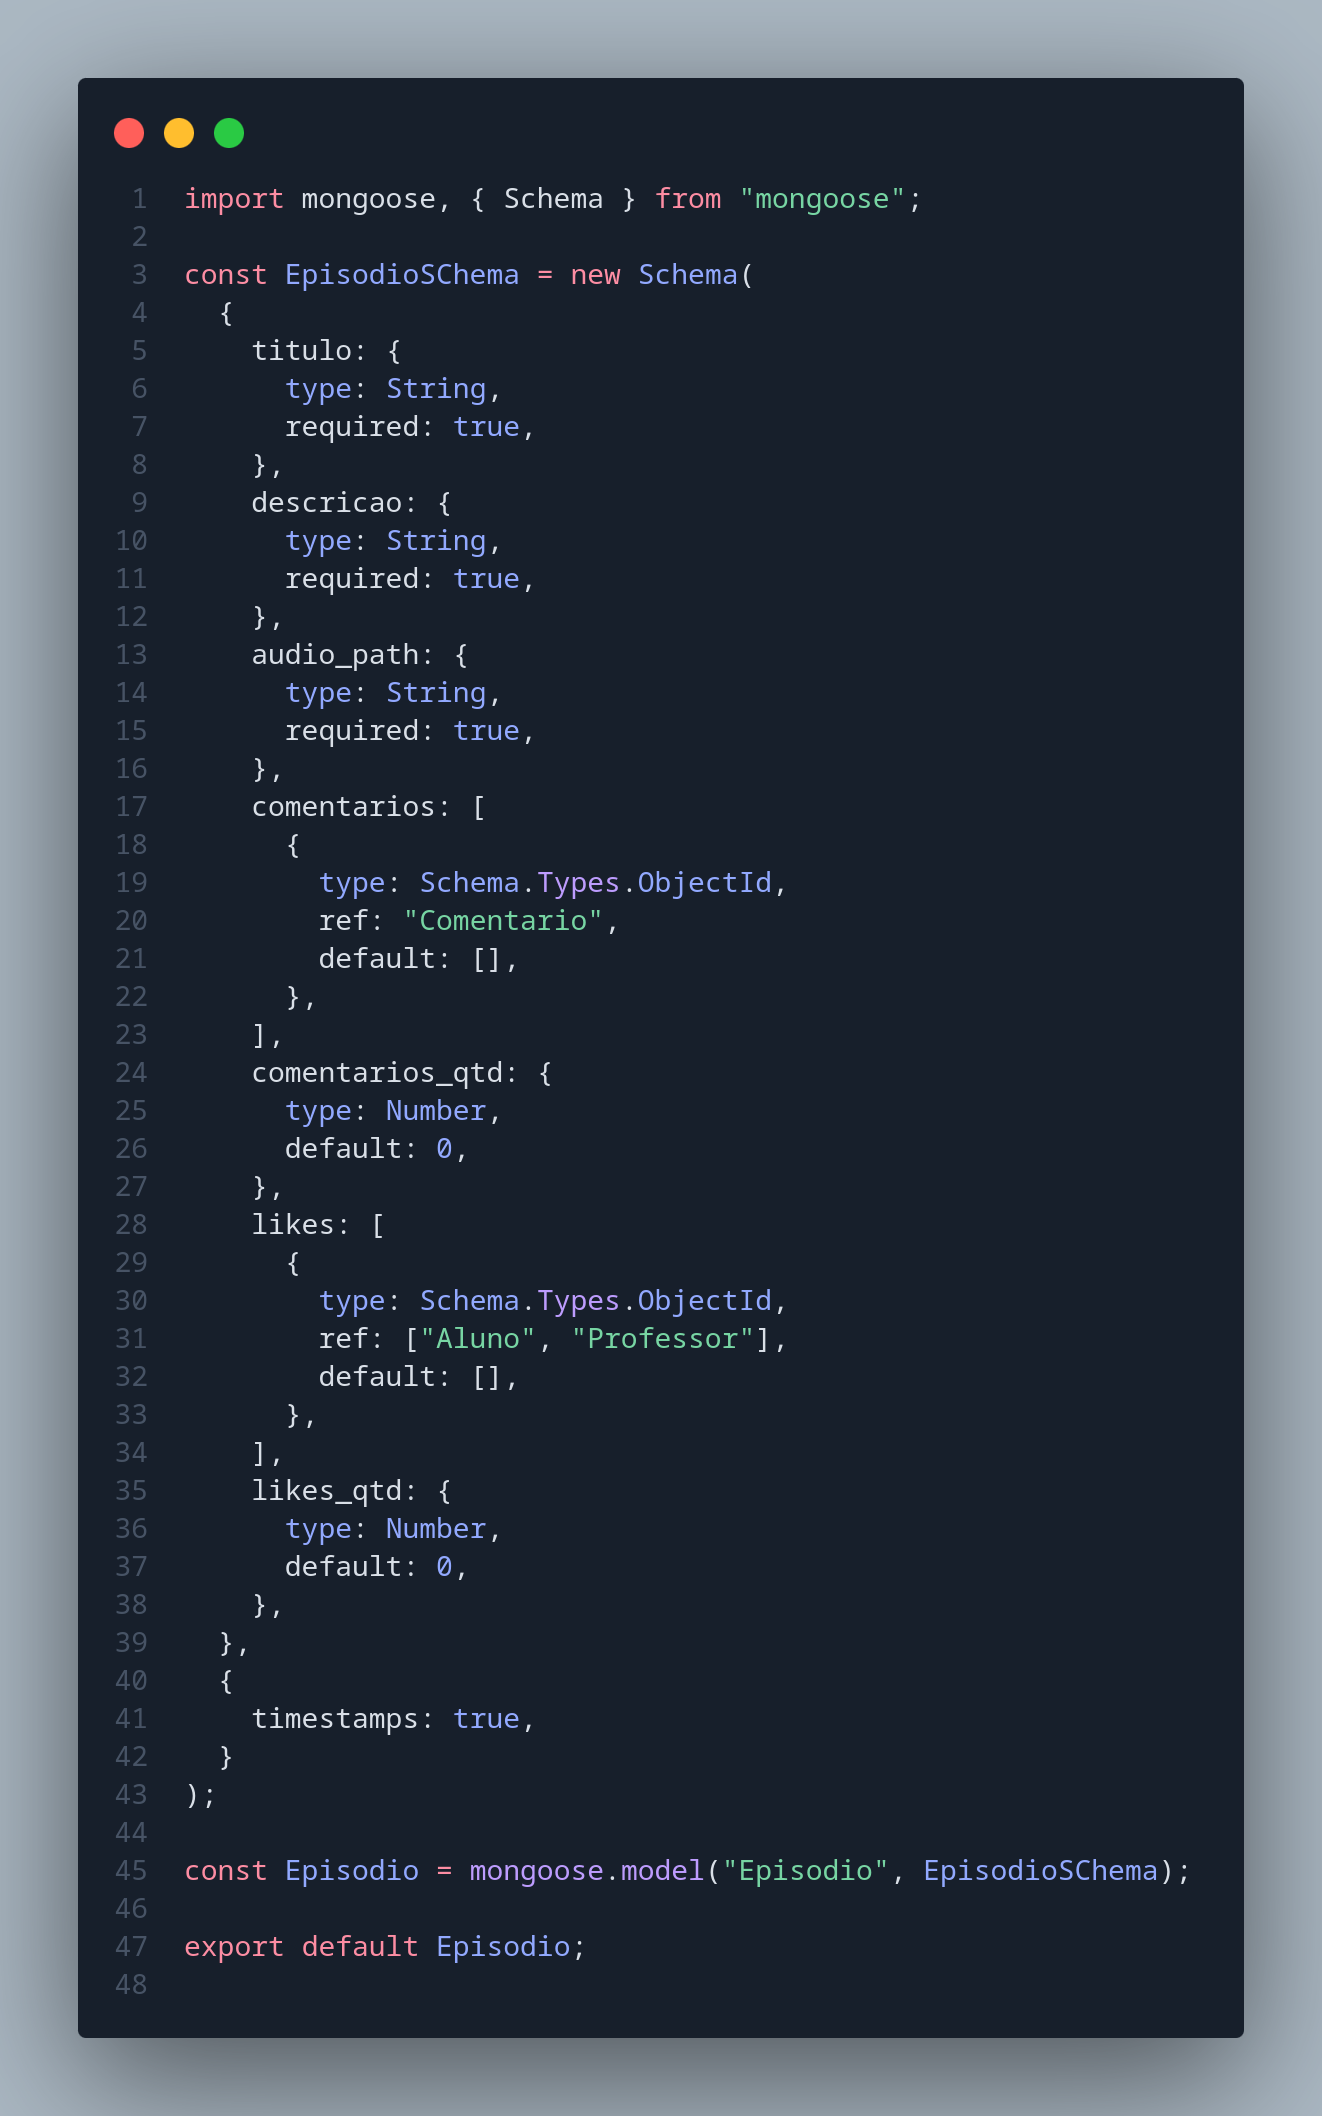 1 import mongoose, { Schema } from "mongoose";
2
3 const EpisodioSChema = new Schema(
4   {
5     titulo: {
6       type: String,
7       required: true,
8     },
9     descricao: {
10       type: String,
11       required: true,
12     },
13     audio_path: {
14       type: String,
15       required: true,
16     },
17     comentarios: [
18       {
19         type: Schema.Types.ObjectId,
20         ref: "Comentario",
21         default: [],
22       },
23     ],
24     comentarios_qtd: {
25       type: Number,
26       default: 0,
27     },
28     likes: [
29       {
30         type: Schema.Types.ObjectId,
31         ref: ["Aluno", "Professor"],
32         default: [],
33       },
34     ],
35     likes_qtd: {
36       type: Number,
37       default: 0,
38     },
39   },
40   {
41     timestamps: true,
42   }
43 );
44
45 const Episodio = mongoose.model("Episodio", EpisodioSChema);
46
47 export default Episodio;
48